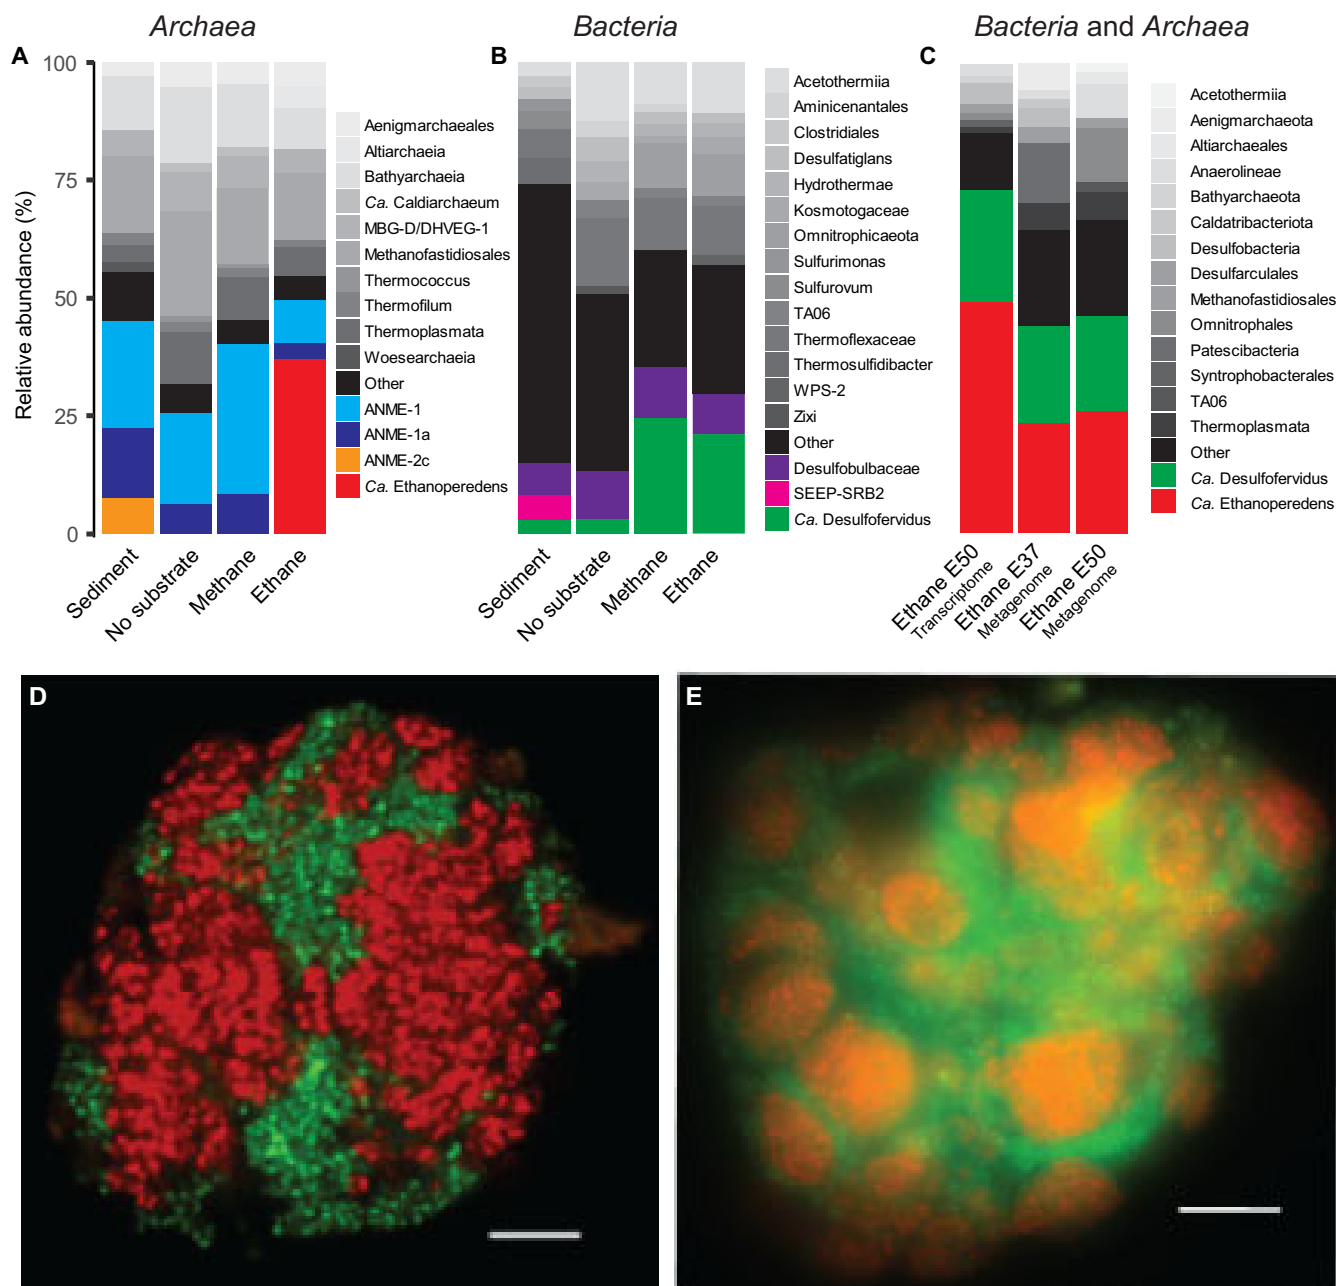 Archaea
Bacteria
Bacteria and Archaea
A
B
C
Relative abundance (%)
100
75
50
25
0
Sediment
No substrate
Methane
Ethane
Aenigmarchaeales
Altiarchaeia
Bathyarchaeia
Ca. Caldiarchaeum
MBG-D/DHVEG-1
Methanofastidiosales
Thermococcus
Thermofilum
Thermoplasmata
Woesearchaeia
Other
ANME-1
ANME-1a
ANME-2c
Ca. Ethanoperedens
Sediment
No substrate
Methane
Ethane
Acetothermiia
Aminicenantales
Clostridiales
Desulfatiglans
Hydrothermae
Kosmotogaceae
Omnitrophicaeota
Sulfurimonas
Sulfurovum
TA06
Thermoflexaceae
Thermosulfidibacter
WPS-2
Zixi
Other
Desulfobulbaceae
SEEP-SRB2
Ca. Desulfofervidus
Ethane E50
Transcriptome
Ethane E37
Metagenome
Ethane E50
Metagenome
Acetothermiia
Aenigmarchaeota
Altiarchaeales
Anaerolineae
Bathyarchaeota
Caldatribacteriota
Desulfobacteria
Desulfarculales
Methanofastidiosales
Omnitrophales
Patescibacteria
Syntrophobacterales
TA06
Thermoplasmata
Other
Ca. Desulfofervidus
Ca. Ethanoperedens
D
E